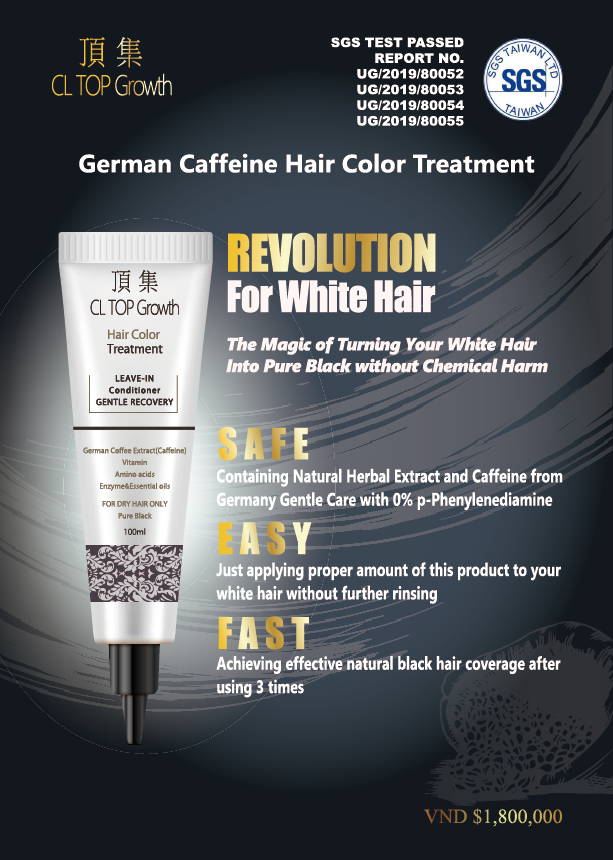 頂集
CL TOP Growth
SGS TEST PASSED
REPORT NO.
UG/2019/80052
UG/2019/80053
UG/2019/80054
UG/2019/80055
SGS TAIWAN LTD
SGS
TAIWAN
German Caffeine Hair Color Treatment
頂集
CL TOP Growth
Hair Color
Treatment
LEAVE-IN
Conditioner
GENTLE RECOVERY
German Coffee Extract(Caffeine)
Vitamin
Amino acids
Enzyme&Essential oils
FOR DRY HAIR ONLY
Pure Black
100ml
REVOLUTION
For White Hair
The Magic of Turning Your White Hair
Into Pure Black without Chemical Harm
SAFE
Containing Natural Herbal Extract and Caffeine from
Germany Gentle Care with 0% p-Phenylenediamine
EASY
Just applying proper amount of this product to your
white hair without further rinsing
FAST
Achieving effective natural black hair coverage after
using 3 times
VND $1,800,000